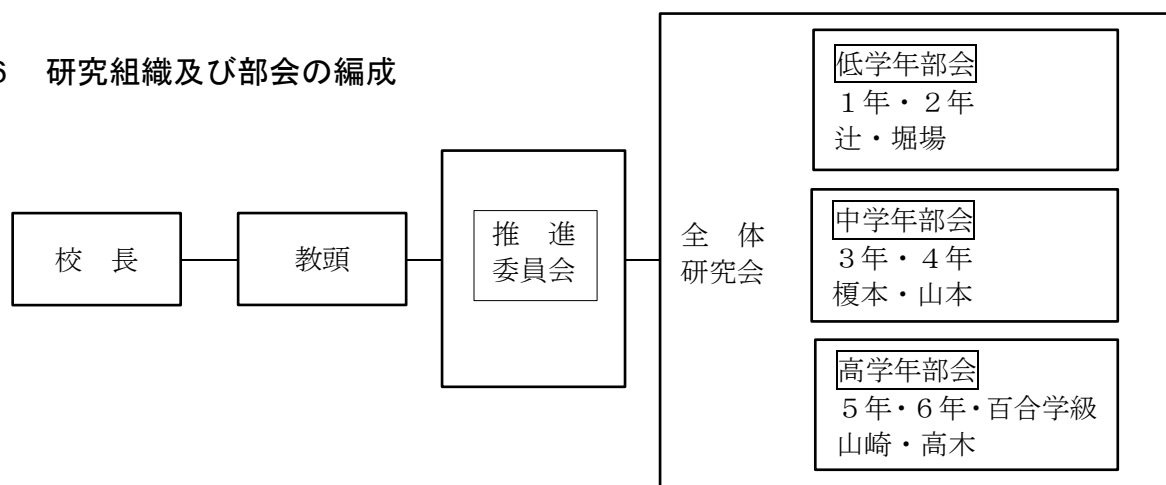 6　研究組織及び部会の編成
校　長
教頭
推　進
委員会
全　体
研究会
低学年部会
１年・２年
辻・堀場
中学年部会
３年・４年
榎本・山本
高学年部会
５年・６年・百合学級
山崎・高木